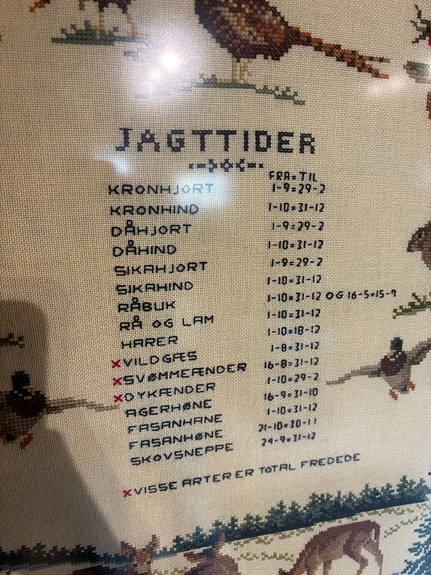 JAGTTIDER
FRA=TIL
KRONHJORT 1-9=29-2
KRONHIND 1-10=31-12
DÅHJORT 1-9=29-2
DÅHIND 1-10=31-12
SIKAHJORT 1-9=29-2
SIKAHIND 1-10=31-12
RÅBUK 1-10=31-12 OG 16-5=15-7
RÅ OG LAM 1-10=31-12
HARER 1-10=18-12
×VILDGÆS 1-8=31-12
×SVØMMEÆNDER 16-8=31-12
×DYKÆNDER 1-10=29-2
AGERHØNE 16-9=31-10
FASANHANE 1-10=31-12
FASANHØNE 21-10=30-11
SKOVSNEPPE 24-9=31-12
×VISSE ARTER ER TOTAL FREDEDE